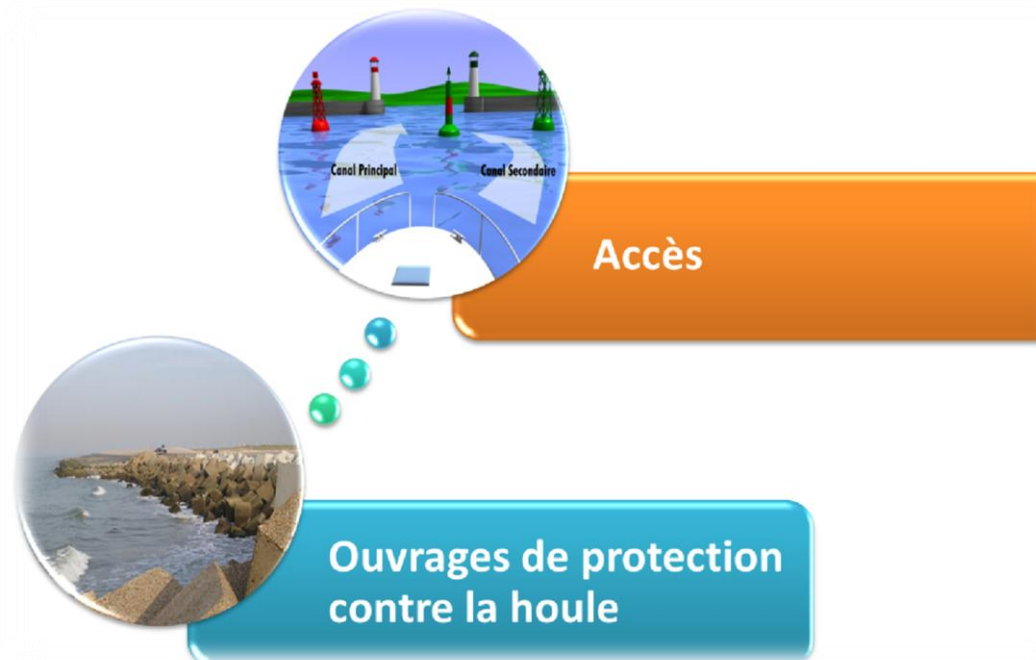 Canal Principal
Canal Secondaire
Accès
Ouvrages de protection
contre la houle